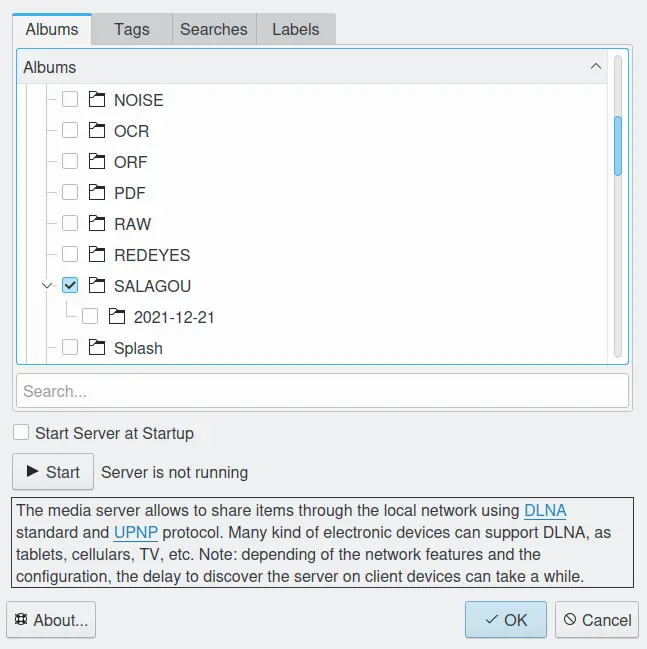 Albums Tags Searches Labels
Albums
NOISE
OCR
ORF
PDF
RAW
REDEYES
SALAGOU
2021-12-21
Splash
Search...
Start Server at Startup
Start Server is not running
The media server allows to share items through the local network using DLNA
standard and UPNP protocol. Many kind of electronic devices can support DLNA, as
tablets, cellulars, TV, etc. Note: depending of the network features and the
configuration, the delay to discover the server on client devices can take a while.
About... OK Cancel